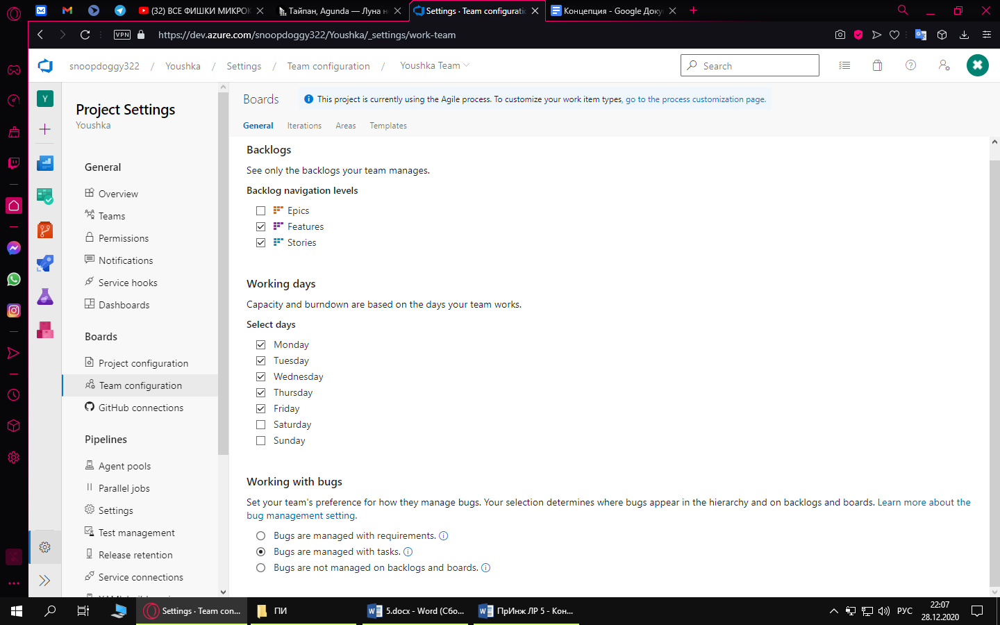 (32) ВСЕ ФИШКИ МИКРОК
Тайпан, Agunda — Луна н
Settings · Team configuratio
Концепция - Google Доку
VPN
https://dev.azure.com/snoopdoggy322/Youshka/_settings/work-team
snoopdoggy322 / Youshka / Settings / Team configuration / Youshka Team
Search
Y
Project Settings
Youshka
General
Overview
Teams
Permissions
Notifications
Service hooks
Dashboards
Boards
Project configuration
Team configuration
GitHub connections
Pipelines
Agent pools
Parallel jobs
Settings
Test management
Release retention
Service connections
Boards
This project is currently using the Agile process. To customize your work item types, go to the process customization page.
General Iterations Areas Templates
Backlogs
See only the backlogs your team manages.
Backlog navigation levels
Epics
Features
Stories
Working days
Capacity and burndown are based on the days your team works.
Select days
Monday
Tuesday
Wednesday
Thursday
Friday
Saturday
Sunday
Working with bugs
Set your team's preference for how they manage bugs. Your selection determines where bugs appear in the hierarchy and on backlogs and boards. Learn more about the
bug management setting.
Bugs are managed with requirements.
Bugs are managed with tasks.
Bugs are not managed on backlogs and boards.
Settings · Team con...
ПИ
5.docx - Word (Сбо...
ПрИнж ЛР 5 - Кон...
РУС
22:07
28.12.2020